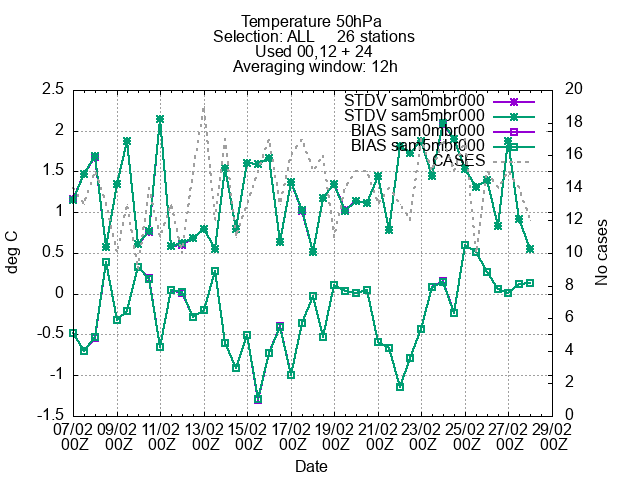 Temperature 50hPa
Selection: ALL 26 stations
Used 00,12 + 24
Averaging window: 12h
STDV sam0mbr000
STDV sam5mbr000
BIAS sam0mbr000
BIAS sam5mbr000
CASES
deg C
2.5
2
1.5
1
0.5
0
-0.5
-1
-1.5
No cases
20
18
16
14
12
10
8
6
4
2
0
07/02 09/02 11/02 13/02 15/02 17/02 19/02 21/02 23/02 25/02 27/02 29/02
00Z 00Z 00Z 00Z 00Z 00Z 00Z 00Z 00Z 00Z 00Z 00Z
Date